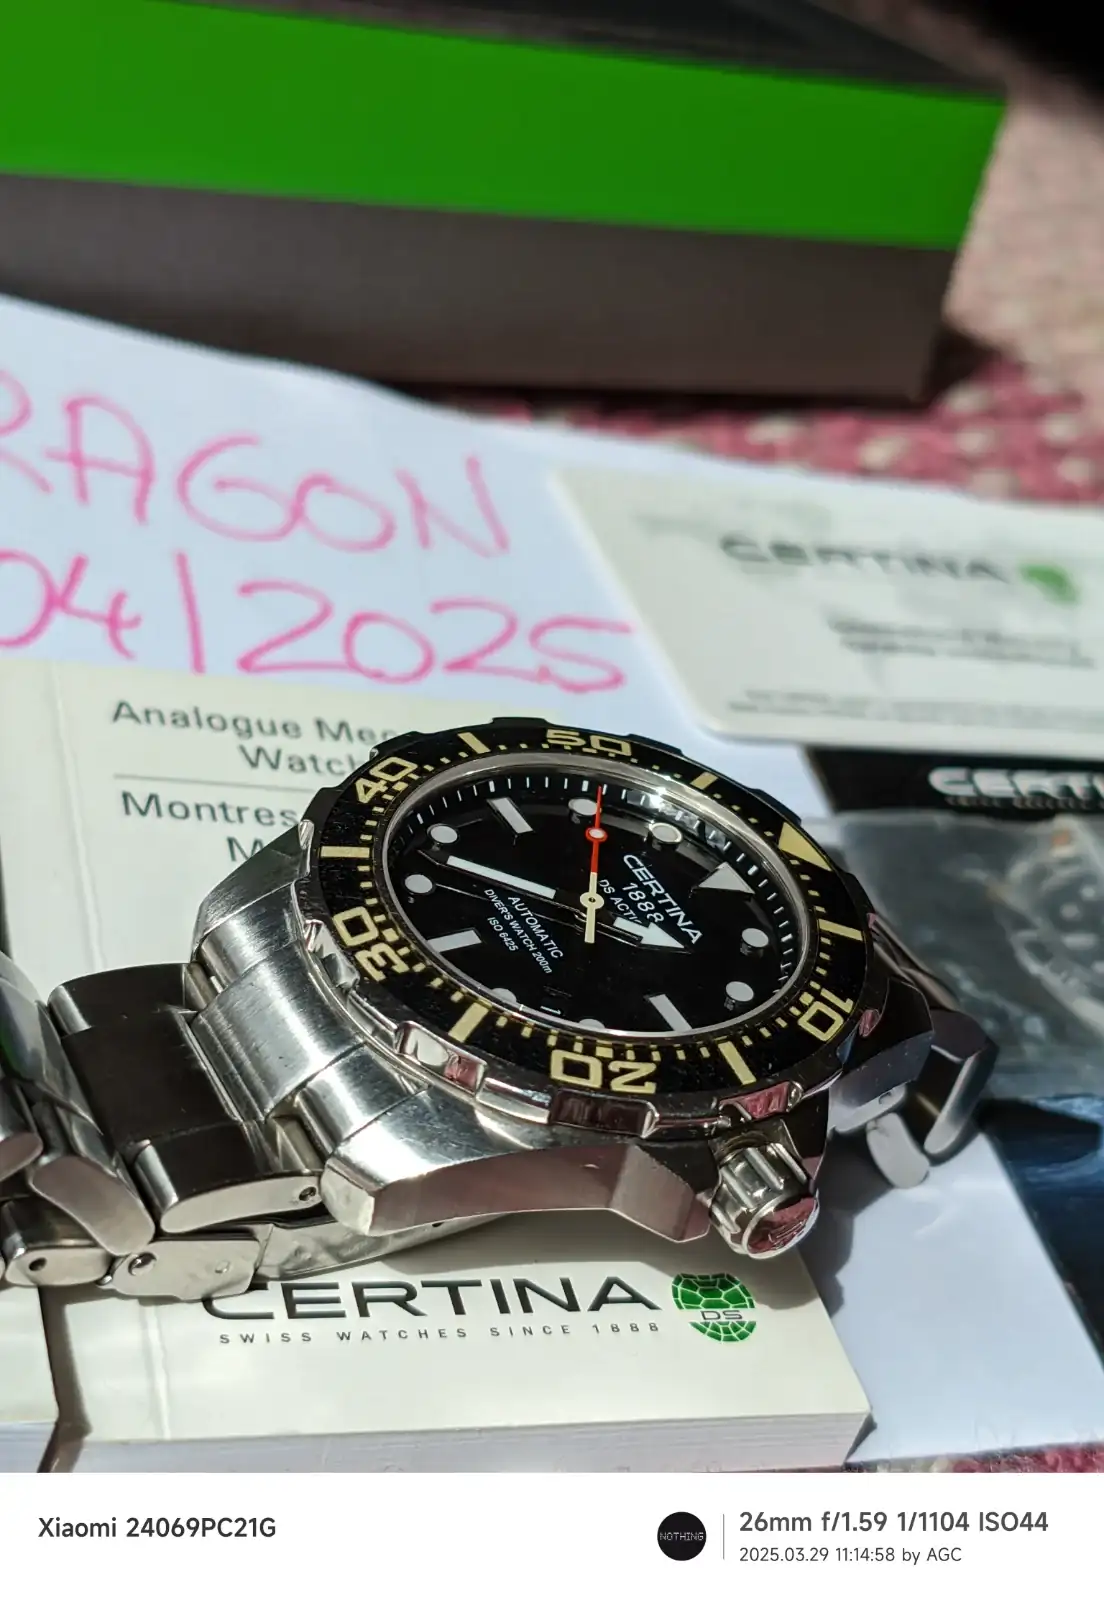 RAGON
04/2025
CERTINA
Analogue Mec
Watch
Montres
M
CERTI
50
40
30
20
10
CERTINA
1888
DS ACTI
AUTOMATIC
DIVER'S WATCH 200m
ISO 6425
CERTINA
DS
SWISS WATCHES SINCE 1888
Xiaomi 24069PC21G
NOTHING
26mm f/1.59 1/1104 ISO44
2025.03.29 11:14:58 by AGC